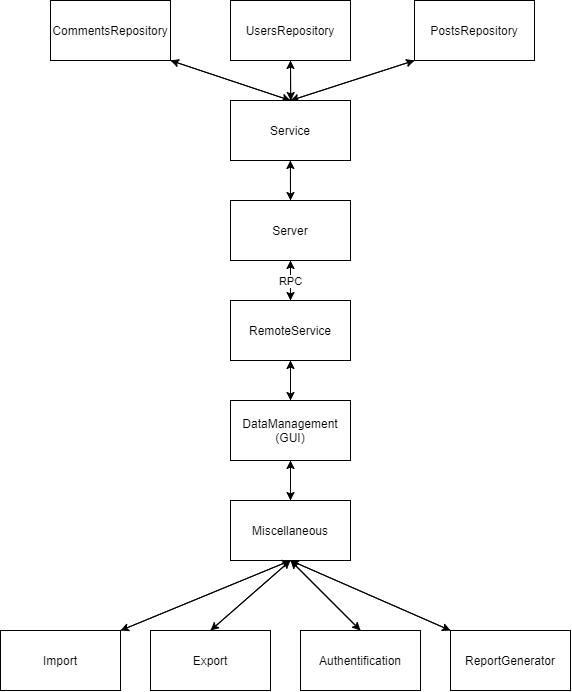 CommentsRepository
UsersRepository
PostsRepository
Service
Server
RPC
RemoteService
DataManagement
(GUI)
Miscellaneous
Import
Export
Authentification
ReportGenerator